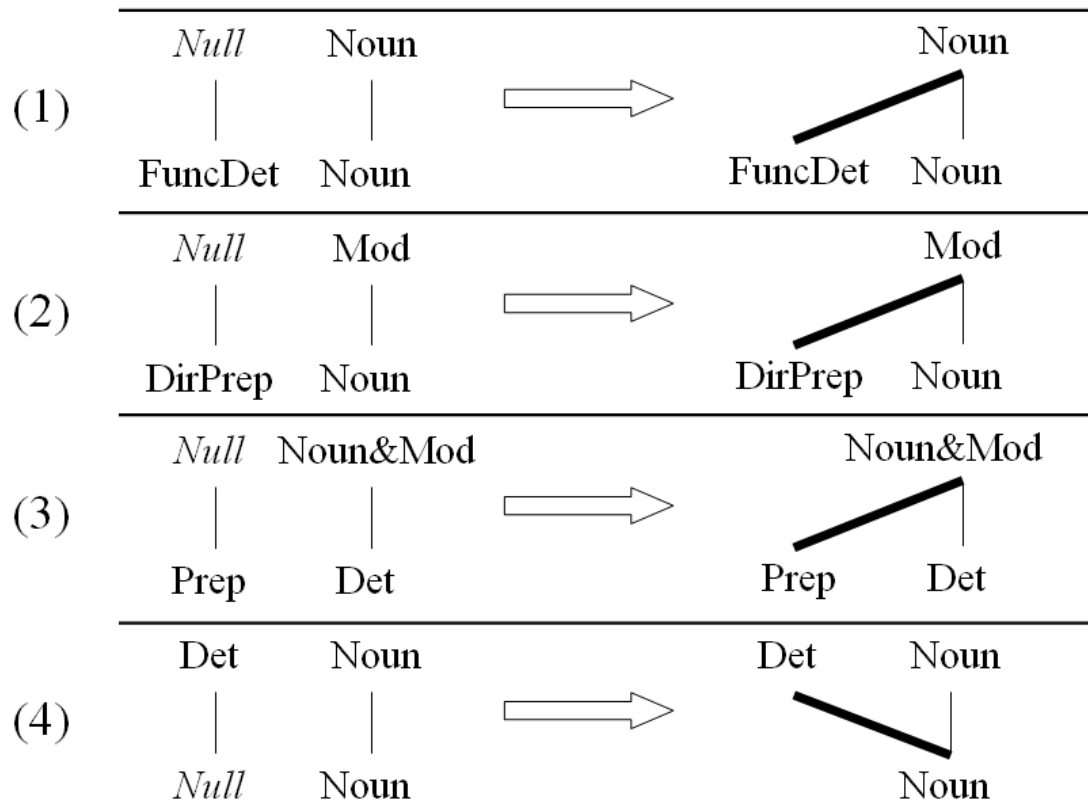 Null Noun Noun
(1)
FuncDet Noun FuncDet Noun
Null Mod Mod
(2)
DirPrep Noun DirPrep Noun
Null Noun&Mod Noun&Mod
(3)
Prep Det Prep Det
Det Noun Det Noun
(4)
Null Noun Noun